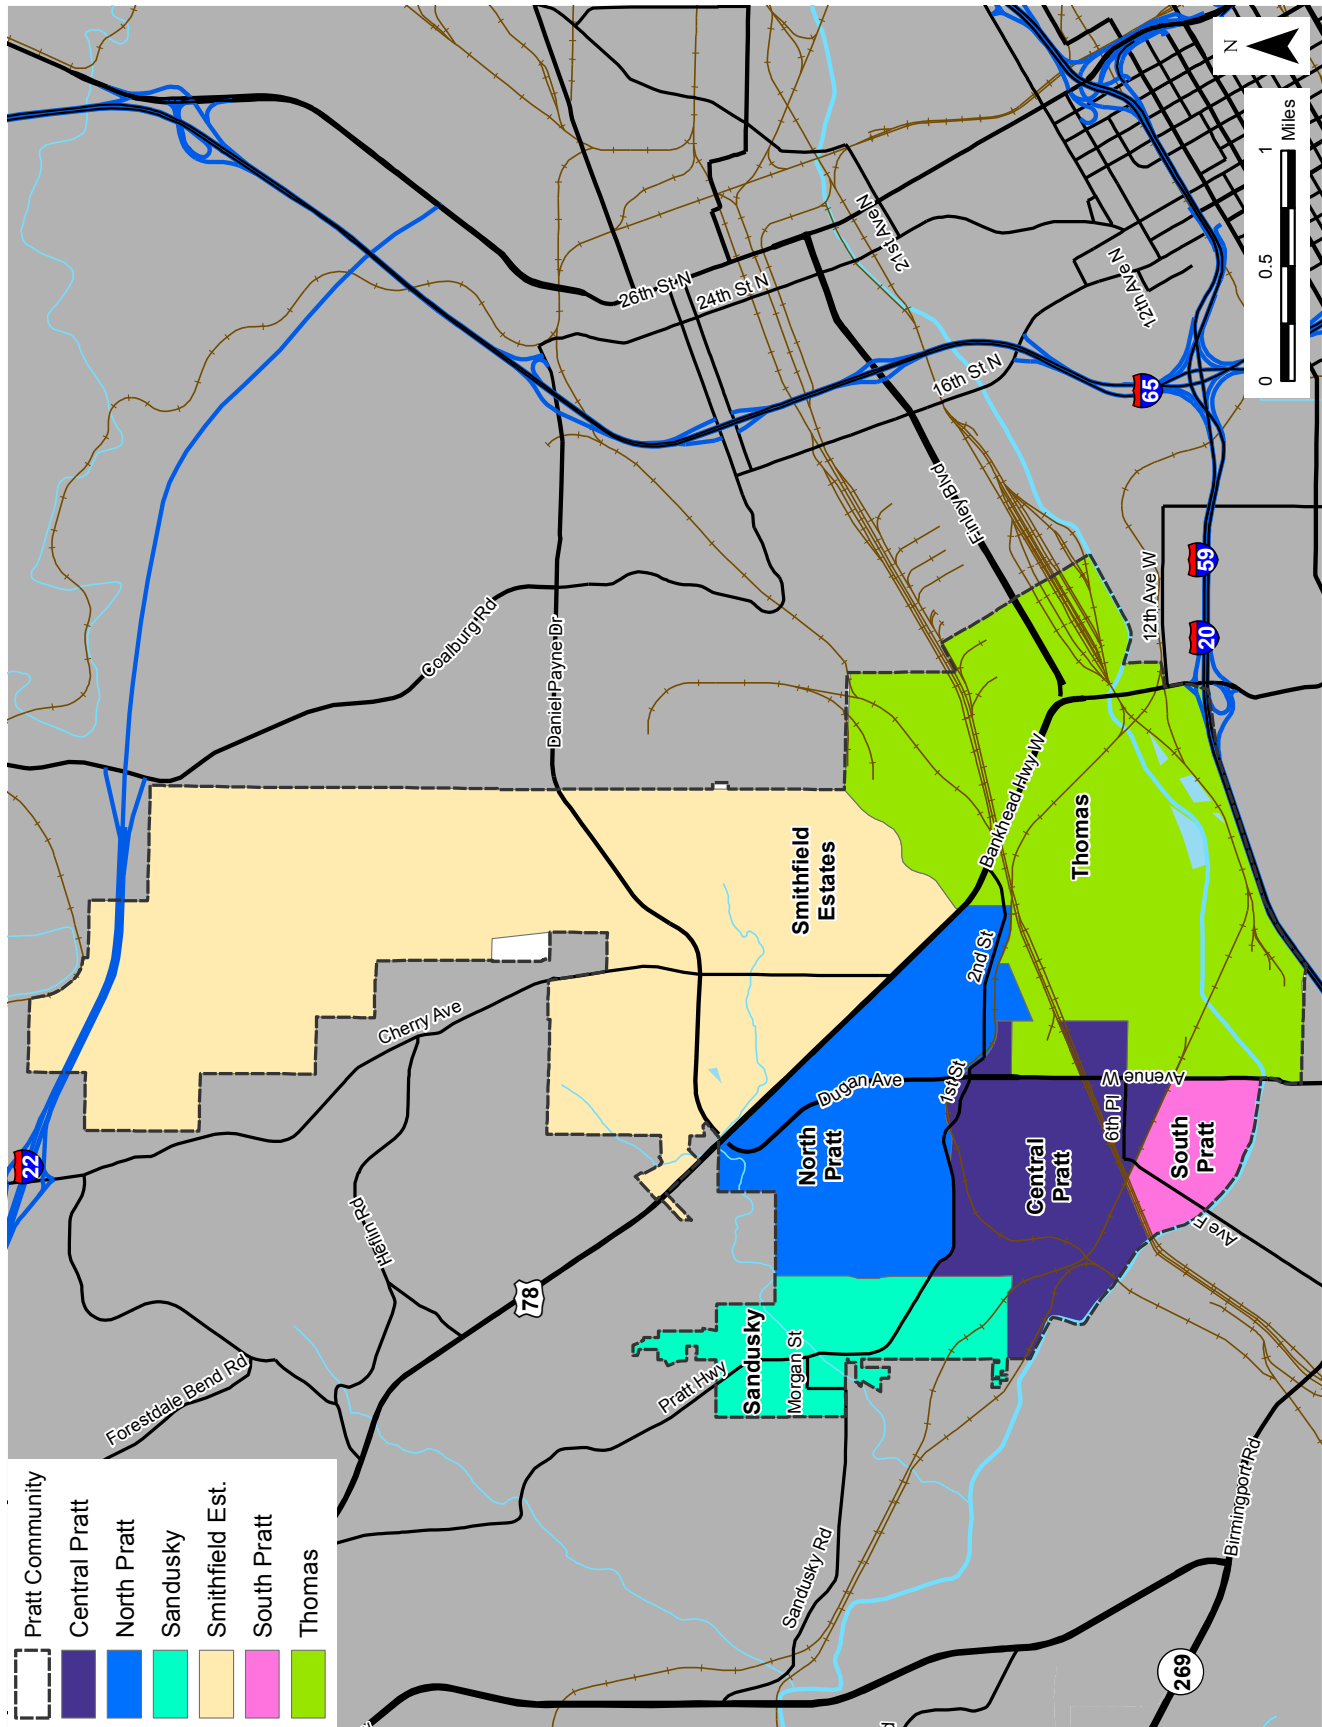 Pratt Community
Central Pratt
North Pratt
Sandusky
Smithfield Est.
South Pratt
Thomas
N
0
0.5
1
Miles
22
78
65
59
20
269
Forestdale Bend Rd
Heflin Rd
Cherry Ave
Coalburg Rd
Daniel Payne Dr
26th St N
24th St N
21st Ave N
16th St N
12th Ave N
Finley Blvd
12th Ave W
Bankhead Hwy W
Smithfield
Estates
Thomas
2nd St
1st St
Dugan Ave
Avenue W
6th Pl
North
Pratt
Central
Pratt
South
Pratt
Ave F
Sandusky
Morgan St
Pratt Hwy
Sandusky Rd
Birmingport Rd